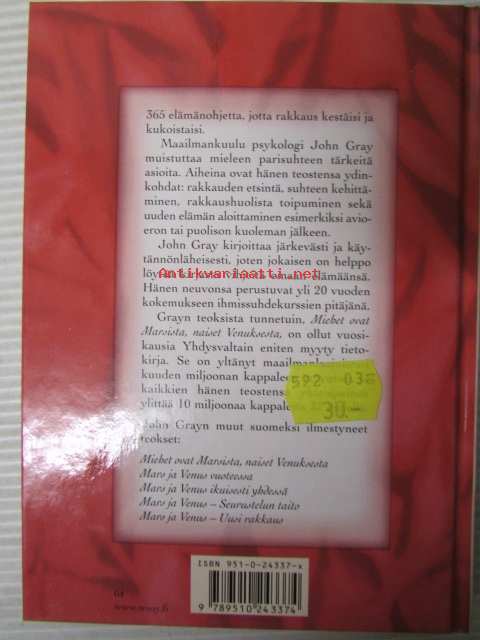 365 elämänohjetta, jotta rakkaus kestäisi ja
kukoistaisi.
Maailmankuulu psykologi John Gray
muistuttaa mieleen parisuhteen tärkeitä
asioita. Aiheina ovat hänen teostensa ydin-
kohdat: rakkauden etsintä, suhteen kehittä-
minen, rakkaushuolista toipuminen sekä
uuden elämän aloittaminen esimerkiksi avio-
eron tai puolison kuoleman jälkeen.
John Gray kirjoittaa järkevästi ja käy-
tännönläheisesti, joten jokaisen on helppo
elämäänsä.
Antikvariaatti.net
Hänen neuvonsa perustuvat yli 20 vuoden
kokemukseen ihmissuhdekurssien pitäjänä.
Grayn teoksista tunnetuin, Miehet ovat
Marsista, naiset Venuksesta, on ollut vuosi-
kausia Yhdysvaltain eniten myyty tieto-
kirja. Se on yltänyt
kuuden miljoonan
kaikkien hänen
ylittää 10 miljoonaa
592 03
30.-
John Grayn muut suomeksi ilmestyneet
teokset:
Miehet ovat Marsista, naiset Venuksesta
Mars ja Venus vuoteessa
Mars ja Venus ikuisesti yhdessä
Mars ja Venus – Seurustelun taito
Mars ja Venus – Uusi rakkaus
ISBN 951-0-24337-X
9 789510 243374
www.wsoy.fi